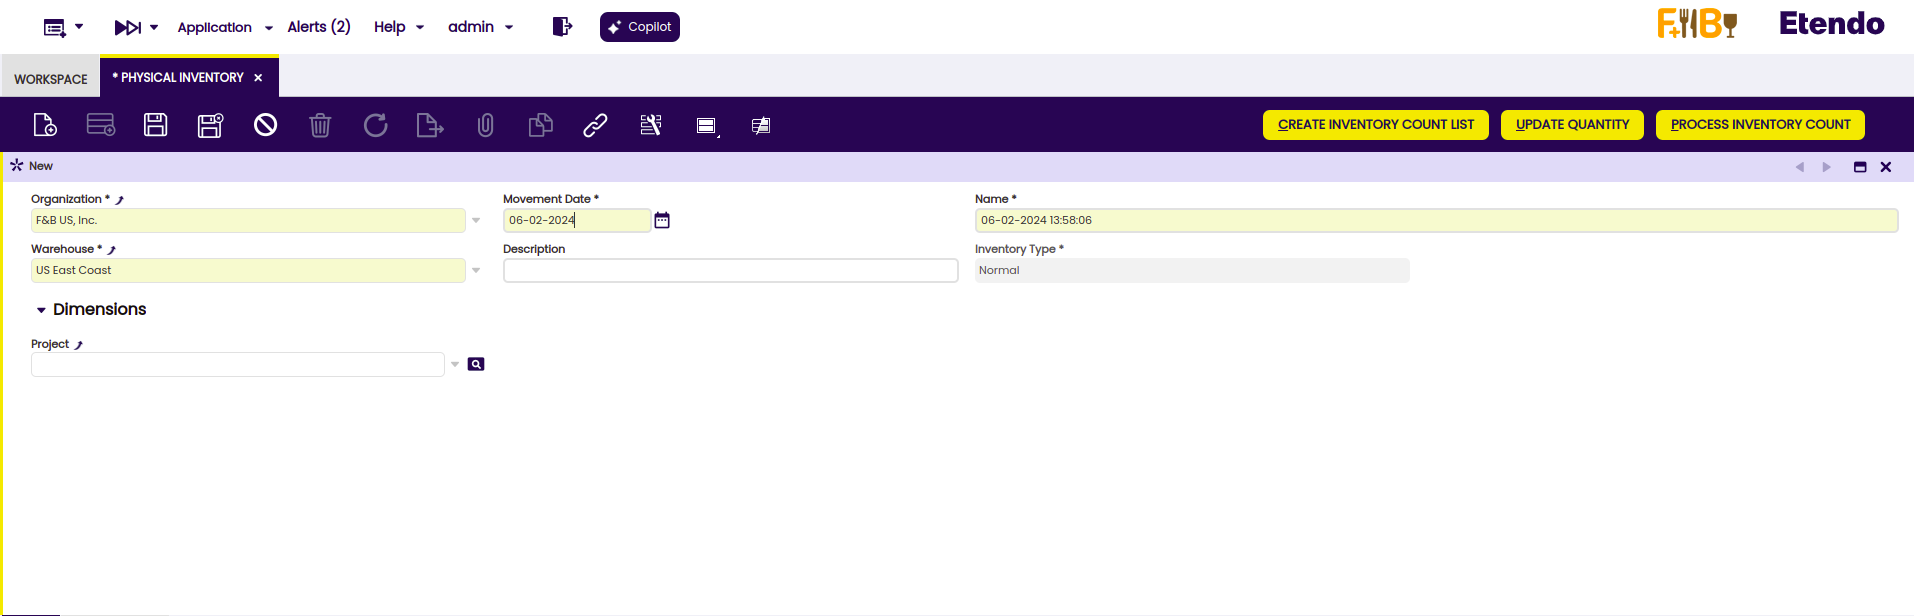 Application Alerts (2) Help admin Copilot F&B Etendo
WORKSPACE * PHYSICAL INVENTORY
CREATE INVENTORY COUNT LIST UPDATE QUANTITY PROCESS INVENTORY COUNT
New
Organization * Movement Date * Name *
F&B US, Inc. 06-02-2024 06-02-2024 13:58:06
Warehouse * Description Inventory Type *
US East Coast Normal
Dimensions
Project